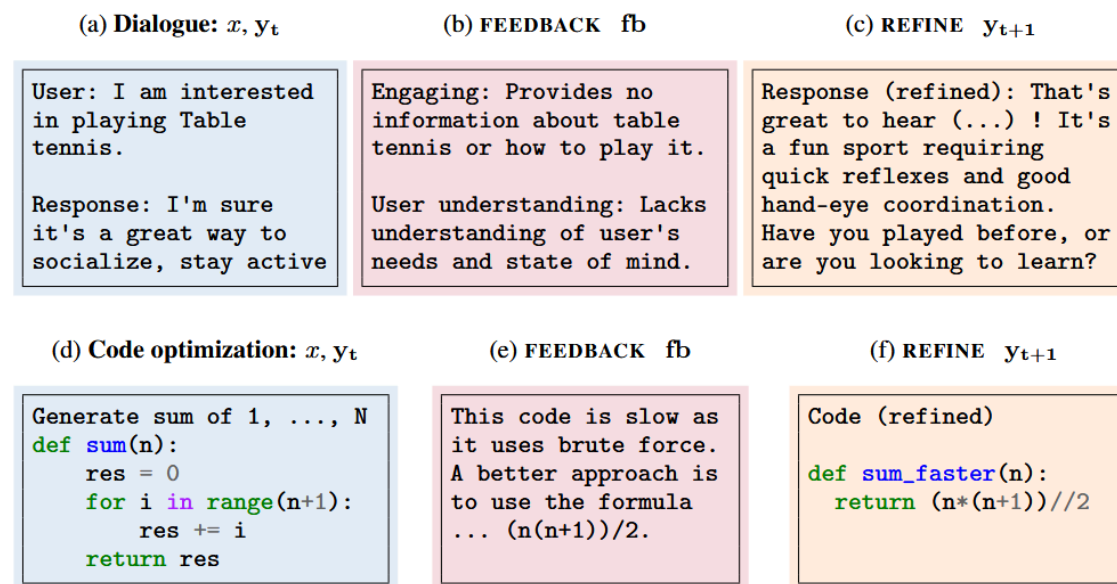 (a) Dialogue: x, yt
(b) FEEDBACK fb
(c) REFINE yt+1
User: I am interested
in playing Table
tennis.
Response: I'm sure
it's a great way to
socialize, stay active
Engaging: Provides no
information about table
tennis or how to play it.
User understanding: Lacks
understanding of user's
needs and state of mind.
Response (refined): That's
great to hear (...) ! It's
a fun sport requiring
quick reflexes and good
hand-eye coordination.
Have you played before, or
are you looking to learn?
(d) Code optimization: x, yt
(e) FEEDBACK fb
(f) REFINE yt+1
Generate sum of 1, ..., N
def sum(n):
    res = 0
    for i in range(n+1):
        res += i
    return res
This code is slow as
it uses brute force.
A better approach is
to use the formula
... (n(n+1))/2.
Code (refined)
def sum_faster(n):
  return (n*(n+1))//2